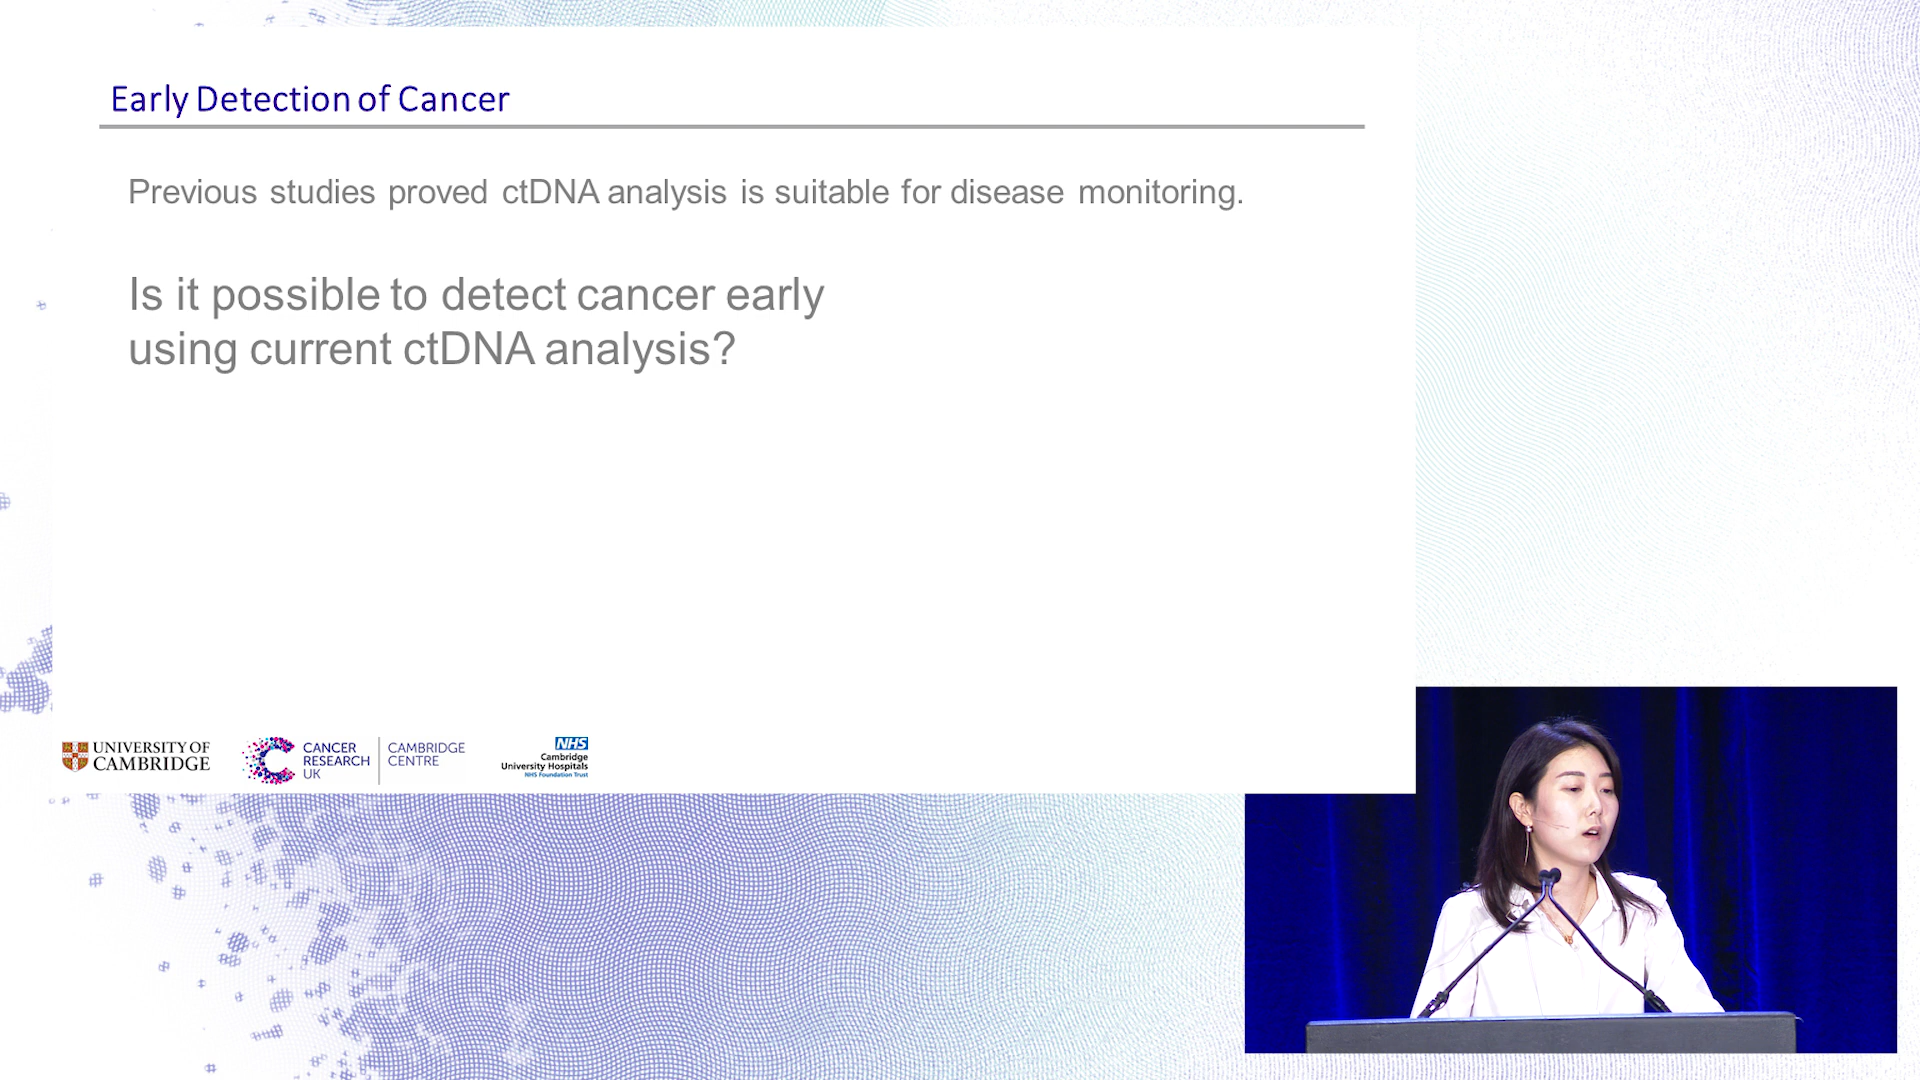 Early Detection of Cancer
Previous studies proved ctDNA analysis is suitable for disease monitoring.
Is it possible to detect cancer early
using current ctDNA analysis?
UNIVERSITY OF
CAMBRIDGE
CANCER
RESEARCH
UK
CAMBRIDGE
CENTRE
NHS
Cambridge
University Hospitals
NHS Foundation Trust